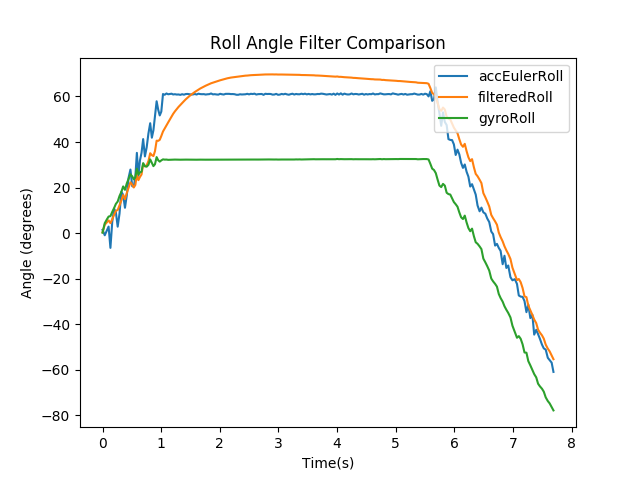 Roll Angle Filter Comparison
accEulerRoll
filteredRoll
gyroRoll
60
40
20
0
−20
−40
−60
−80
Angle (degrees)
0 1 2 3 4 5 6 7 8
Time(s)